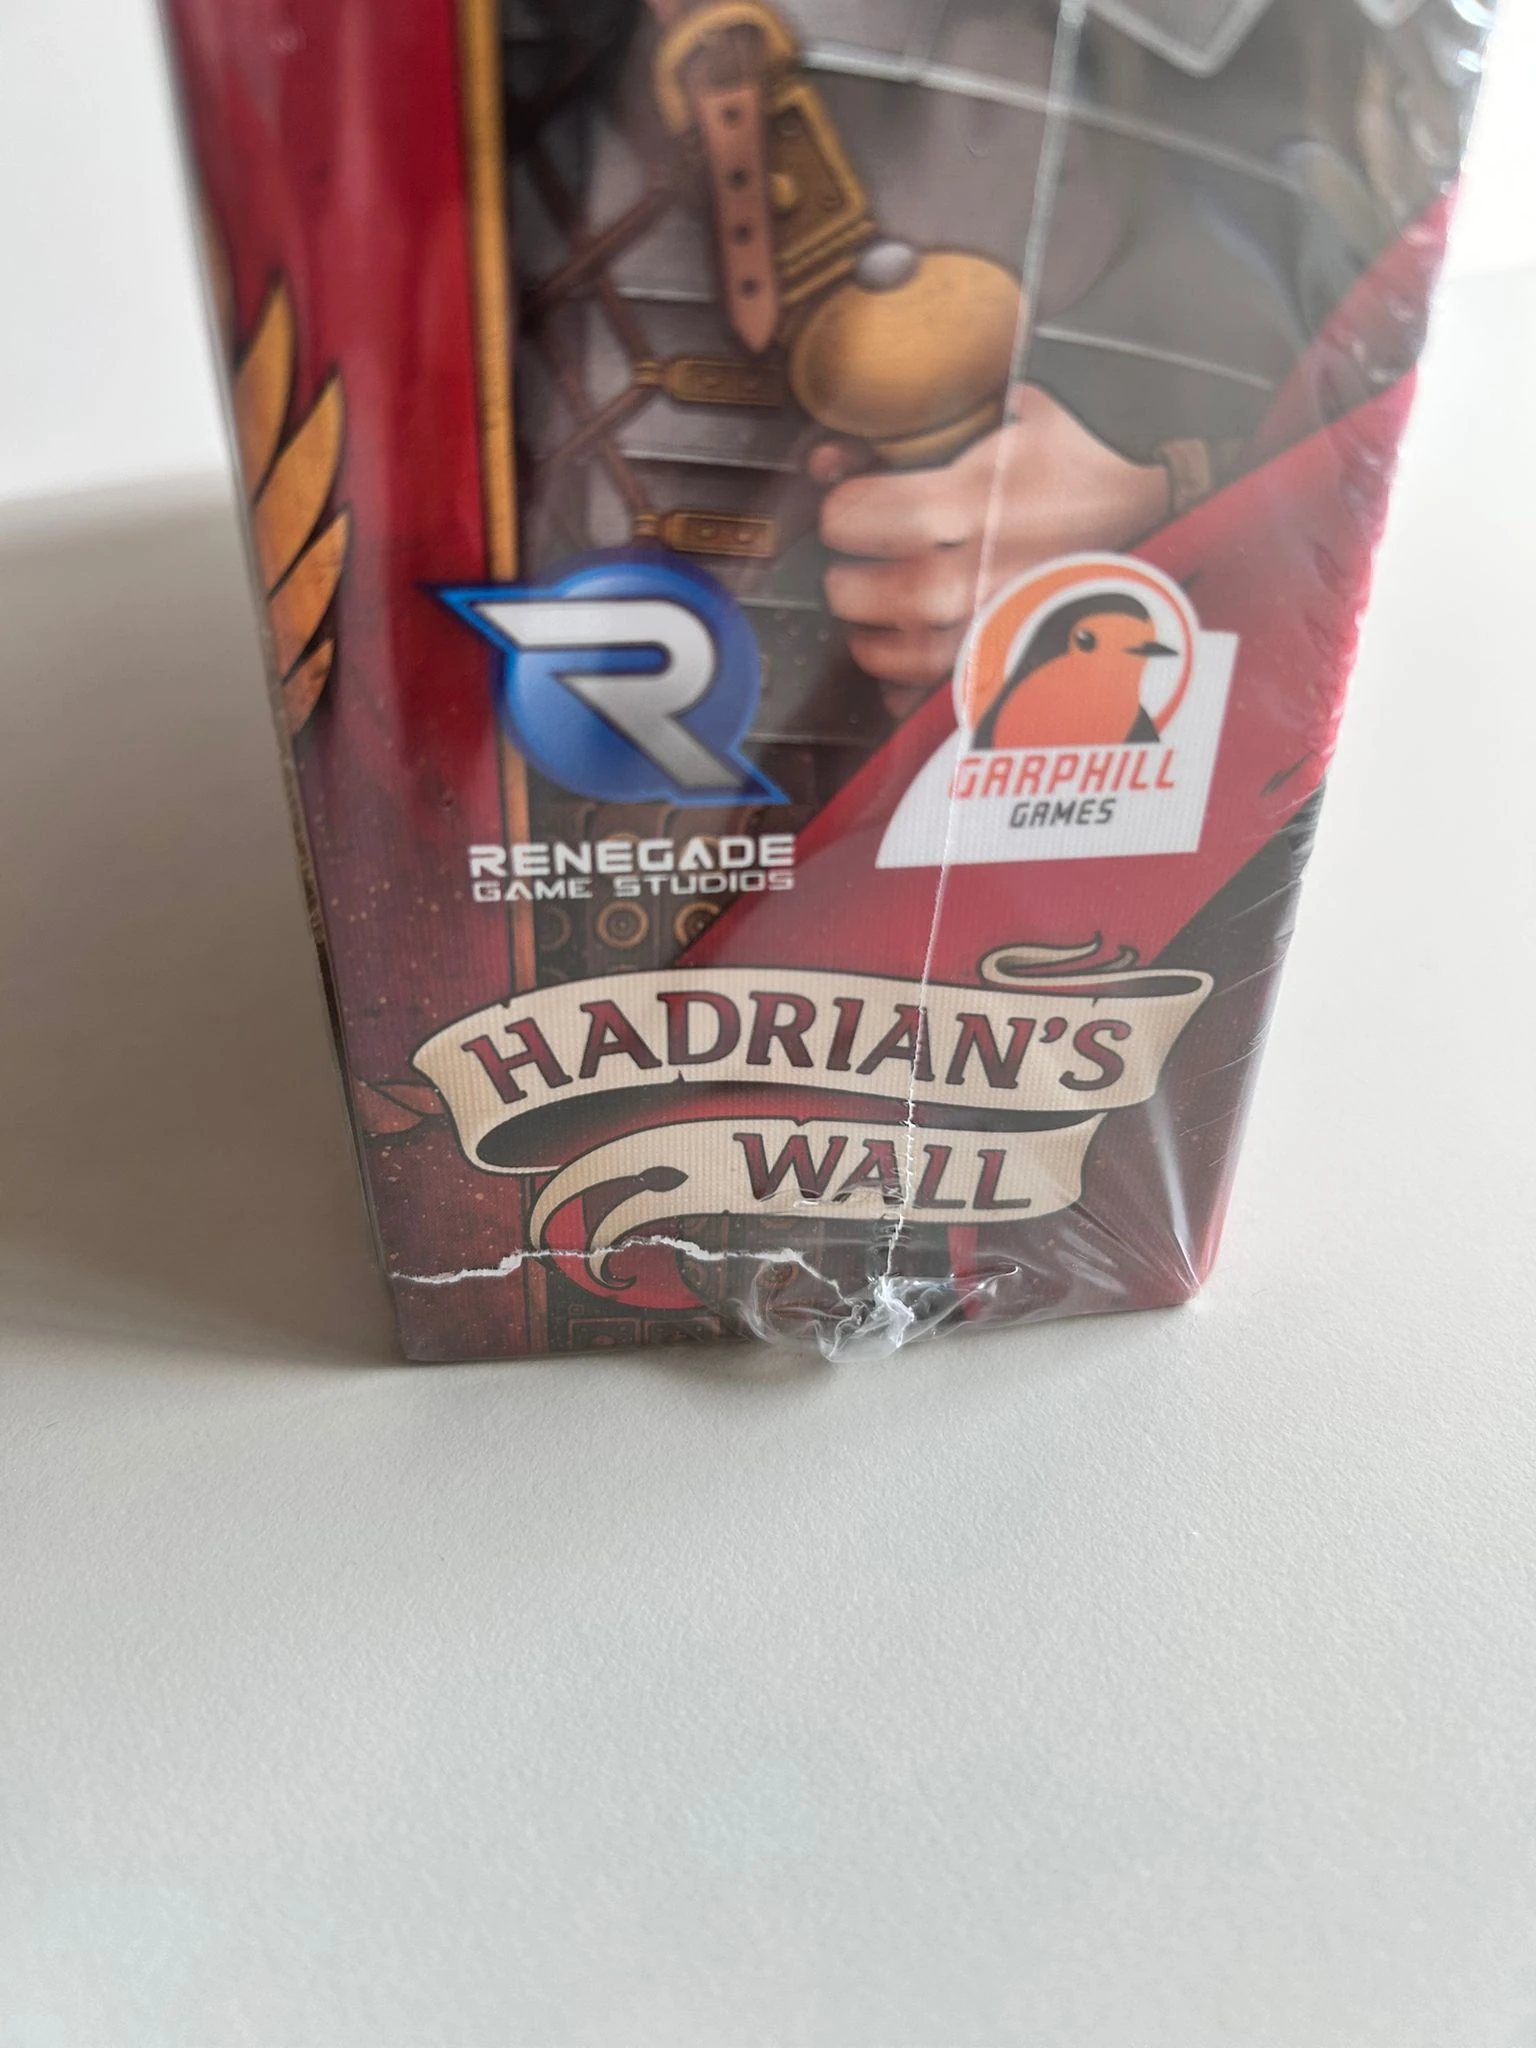 RENEGADE
GAME STUDIOS
GARPHILL
GAMES
HADRIAN'S
WALL